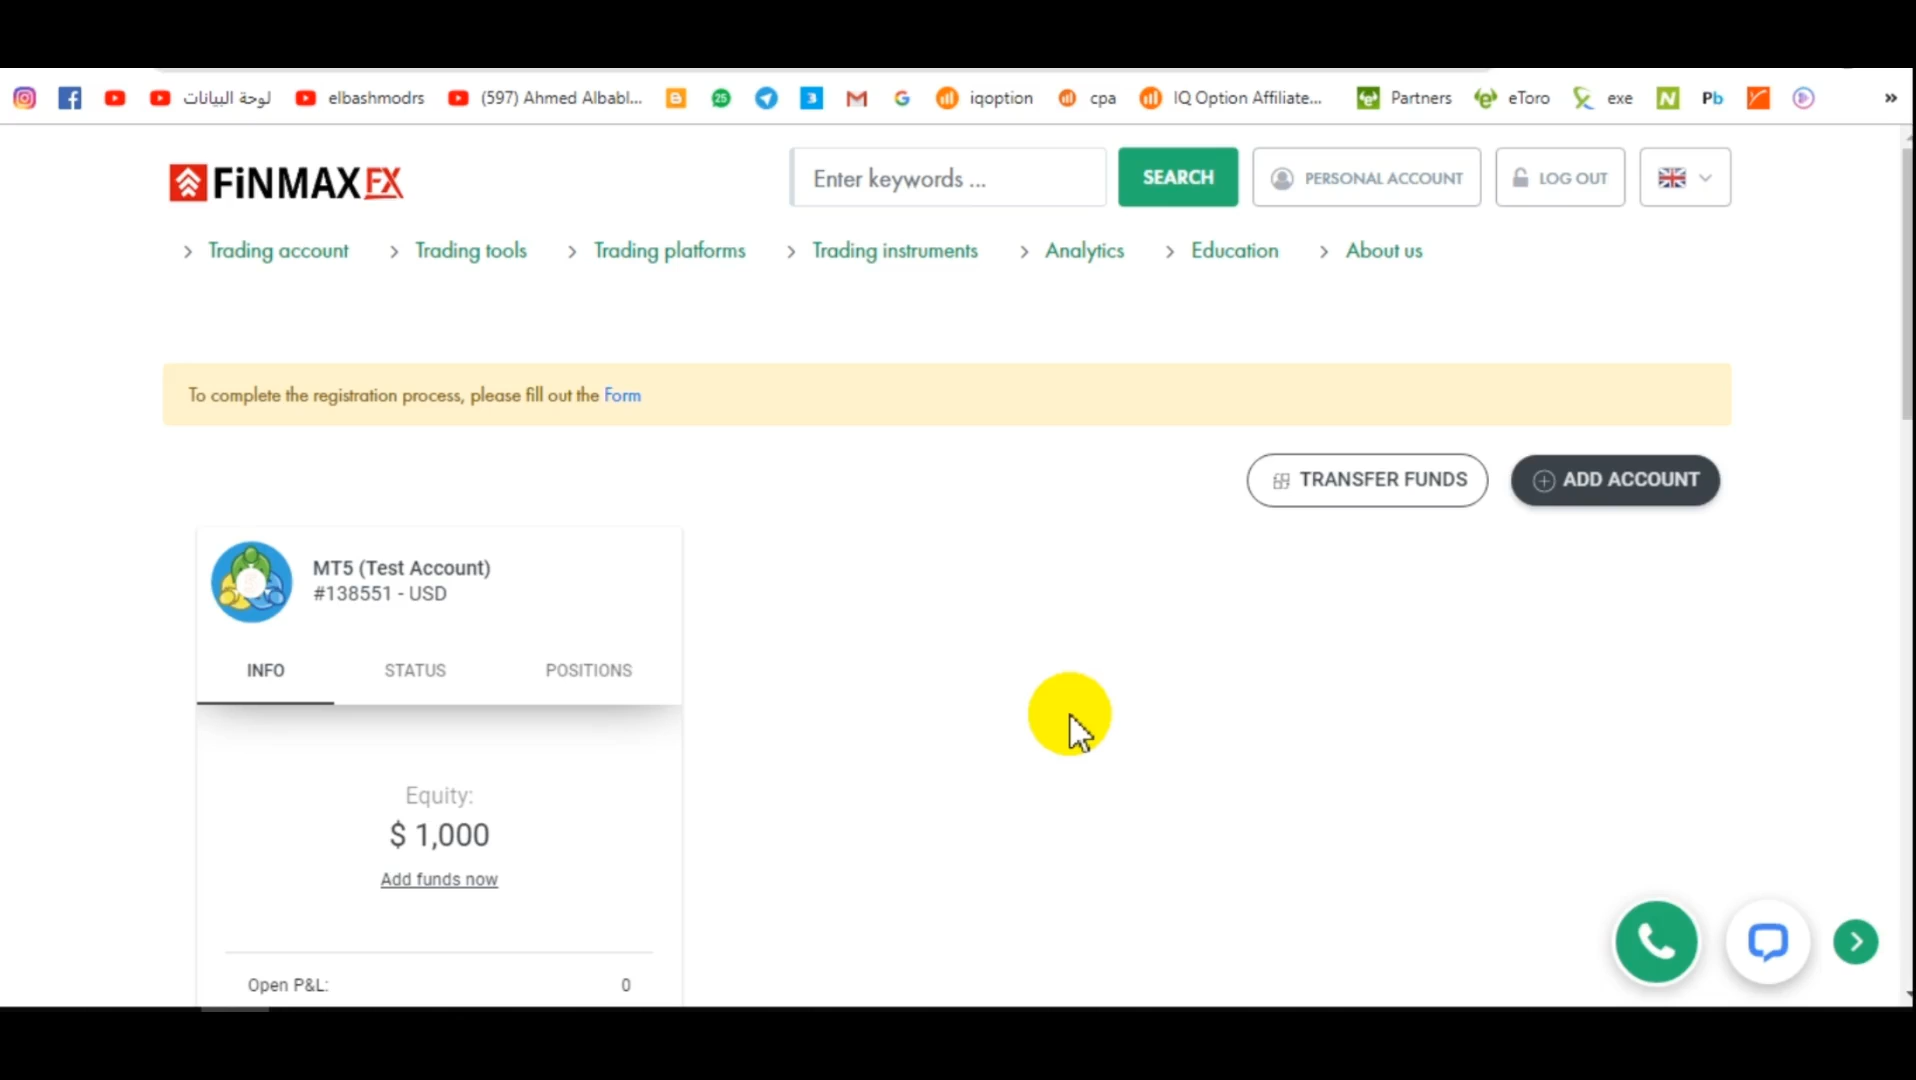 لوحة البيانات elbashmodrs (597) Ahmed Albabl... 25 3 iqoption cpa IQ Option Affiliate... Partners eToro exe N Pb »
FiNMAXFX Enter keywords ... SEARCH PERSONAL ACCOUNT LOG OUT
Trading account Trading tools Trading platforms Trading instruments Analytics Education About us
To complete the registration process, please fill out the Form
TRANSFER FUNDS ADD ACCOUNT
MT5 (Test Account)
#138551 - USD
INFO STATUS POSITIONS
Equity:
$ 1,000
Add funds now
Open P&L: 0